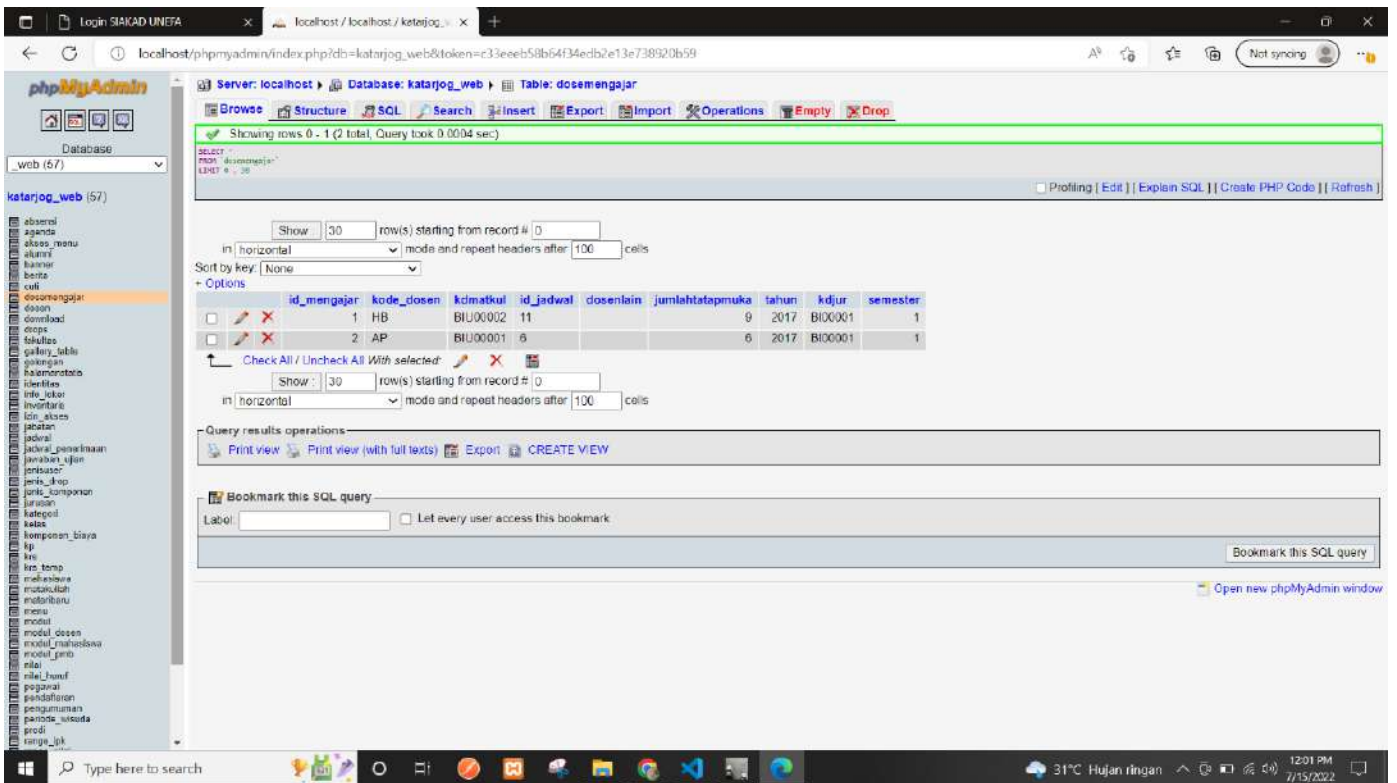 Login SIAKAD UNEFA
localhost / localhost / katarjog_w
localhost/phpmyadmin/index.php?db=katarjog_web&token=c33eeeb58b64f34edb2e13e738920b59
Not syncing
phpMyAdmin
Database
_web (57)
katarjog_web (57)
absensi
agenda
akses_menu
alumni
banner
berita
cuti
dosemengajar
dosen
download
drops
fakultas
gallery_table
golongan
halamanstatis
identitas
info_loker
inventaris
izin_akses
jabatan
jadwal
jadwal_penerimaan
jawaban_ujian
jenisuser
jenis_drop
jenis_komponen
jurusan
kategori
kelas
komponen_biaya
kp
krs
krs_temp
mahasiswa
matakuliah
materibaru
menu
modul
modul_dosen
modul_mahasiswa
modul_pmb
nilai
nilai_huruf
pegawai
pendaftaran
pengumuman
periode_wisuda
prodi
range_ipk
Server: localhost Database: katarjog_web Table: dosemengajar
Browse Structure SQL Search Insert Export Import Operations Empty Drop
Showing rows 0 - 1 (2 total, Query took 0.0004 sec)
SELECT *
FROM `dosemengajar`
LIMIT 0 , 30
Profiling [ Edit ] [ Explain SQL ] [ Create PHP Code ] [ Refresh ]
Show 30 row(s) starting from record # 0
in horizontal mode and repeat headers after 100 cells
Sort by key: None
+ Options
id_mengajar kode_dosen kdmatkul id_jadwal dosenlain jumlahtatapmuka tahun kdjur semester
1 HB BIU00002 11 9 2017 BI00001 1
2 AP BIU00001 6 6 2017 BI00001 1
Check All / Uncheck All With selected:
Show : 30 row(s) starting from record # 0
in horizontal mode and repeat headers after 100 cells
Query results operations
Print view Print view (with full texts) Export CREATE VIEW
Bookmark this SQL query
Label: Let every user access this bookmark
Bookmark this SQL query
Open new phpMyAdmin window
Type here to search
31°C Hujan ringan
12:01 PM
7/15/2022